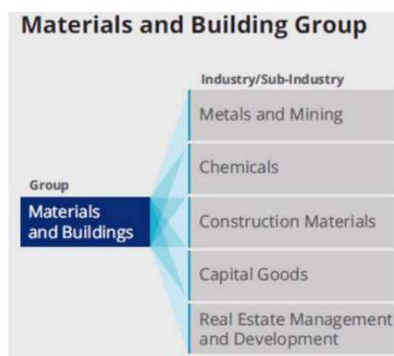 Materials and Building Group
Industry/Sub-Industry
Metals and Mining
Chemicals
Group
Materials
and Buildings
Construction Materials
Capital Goods
Real Estate Management
and Development